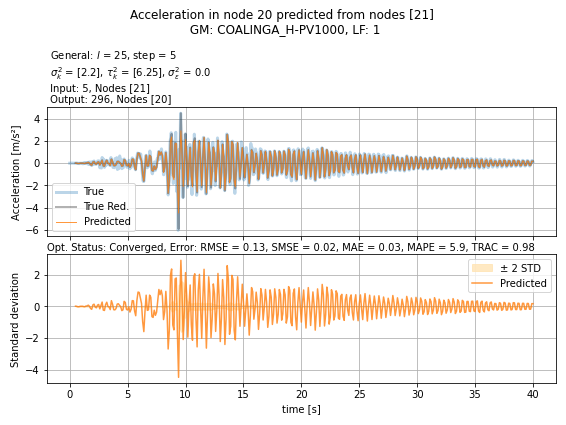 Acceleration in node 20 predicted from nodes [21]
GM: COALINGA_H-PV1000, LF: 1
General: l = 25, step = 5
σ²ₖ = [2.2], τ²ₖ = [6.25], σ²_ε = 0.0
Input: 5, Nodes [21]
Output: 296, Nodes [20]
Acceleration [m/s²]
4
2
0
−2
−4
−6
True
True Red.
Predicted
Opt. Status: Converged, Error: RMSE = 0.13, SMSE = 0.02, MAE = 0.03, MAPE = 5.9, TRAC = 0.98
Standard deviation
2
0
−2
−4
± 2 STD
Predicted
0 5 10 15 20 25 30 35 40
time [s]